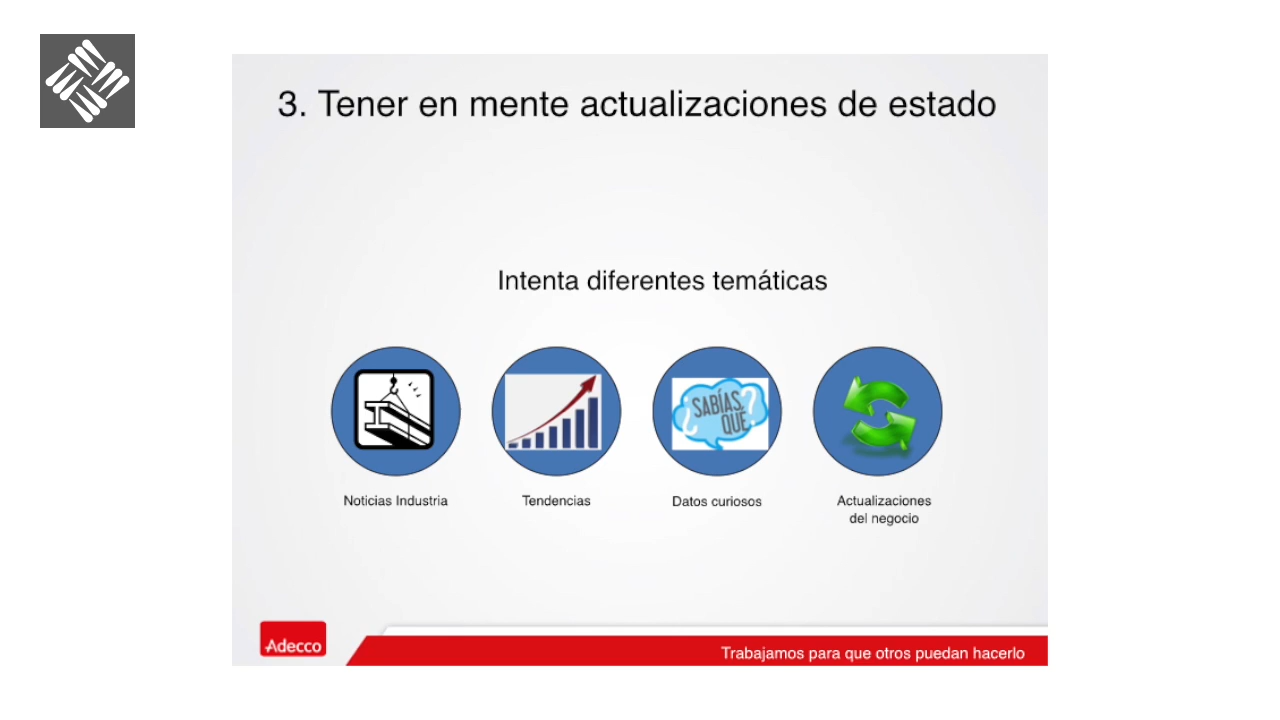 3. Tener en mente actualizaciones de estado
Intenta diferentes temáticas
¿SABÍAS
QUE?
Noticias Industria
Tendencias
Datos curiosos
Actualizaciones
del negocio
Adecco
Trabajamos para que otros puedan hacerlo